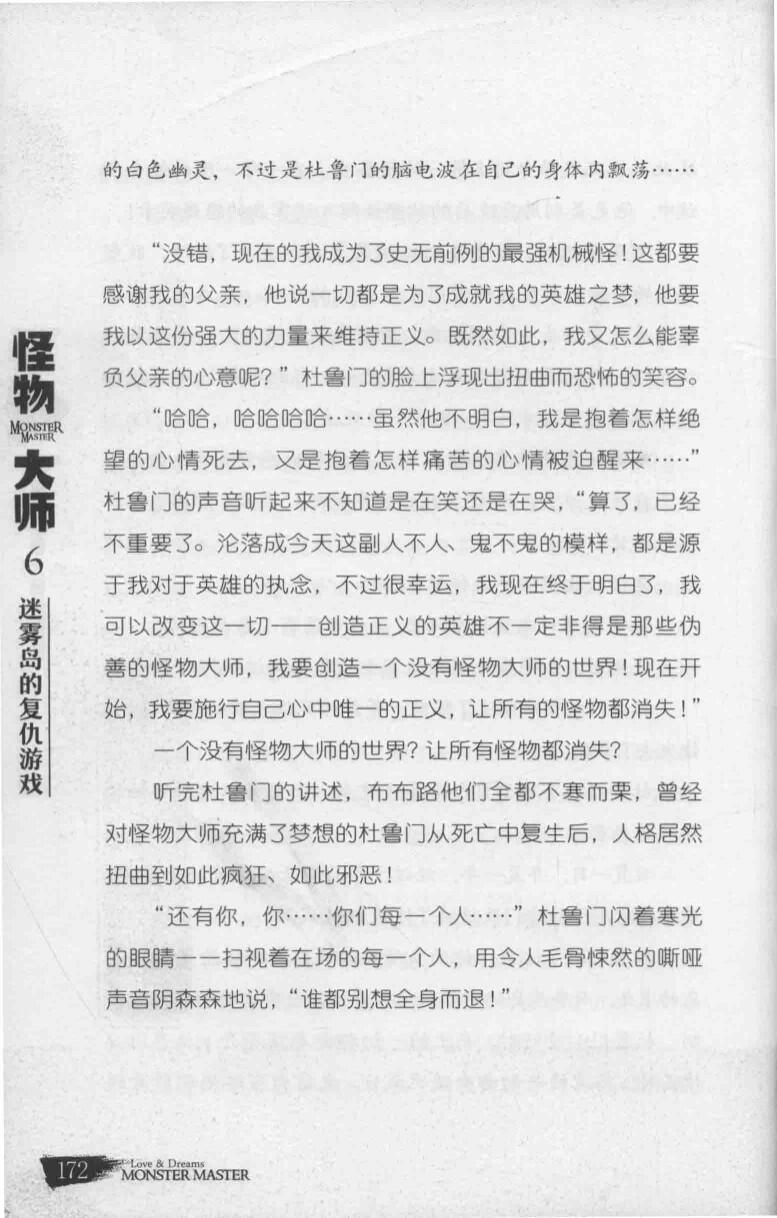 的白色幽灵，不过是杜鲁门的脑电波在自己的身体内飘荡……
“没错，现在的我成为了史无前例的最强机械怪！这都要
感谢我的父亲，他说一切都是为了成就我的英雄之梦，他要
我以这份强大的力量来维持正义。既然如此，我又怎么能辜
负父亲的心意呢？”杜鲁门的脸上浮现出扭曲而恐怖的笑容。
“哈哈，哈哈哈哈……虽然他不明白，我是抱着怎样绝
望的心情死去，又是抱着怎样痛苦的心情被迫醒来……”
杜鲁门的声音听起来不知道是在笑还是在哭，“算了，已经
不重要了。沦落成今天这副人不人、鬼不鬼的模样，都是源
于我对于英雄的执念，不过很幸运，我现在终于明白了，我
可以改变这一切——创造正义的英雄不一定非得是那些伪
善的怪物大师，我要创造一个没有怪物大师的世界！现在开
始，我要施行自己心中唯一的正义，让所有的怪物都消失！”
一个没有怪物大师的世界？让所有怪物都消失？
听完杜鲁门的讲述，布布路他们全都不寒而栗，曾经
对怪物大师充满了梦想的杜鲁门从死亡中复生后，人格居然
扭曲到如此疯狂、如此邪恶！
“还有你，你……你们每一个人……”杜鲁门闪着寒光
的眼睛一一扫视着在场的每一个人，用令人毛骨悚然的嘶哑
声音阴森森地说，“谁都别想全身而退！”
怪物
MONSTER
MASTER
大师
6
迷雾岛的复仇游戏
172
Love & Dreams
MONSTER MASTER